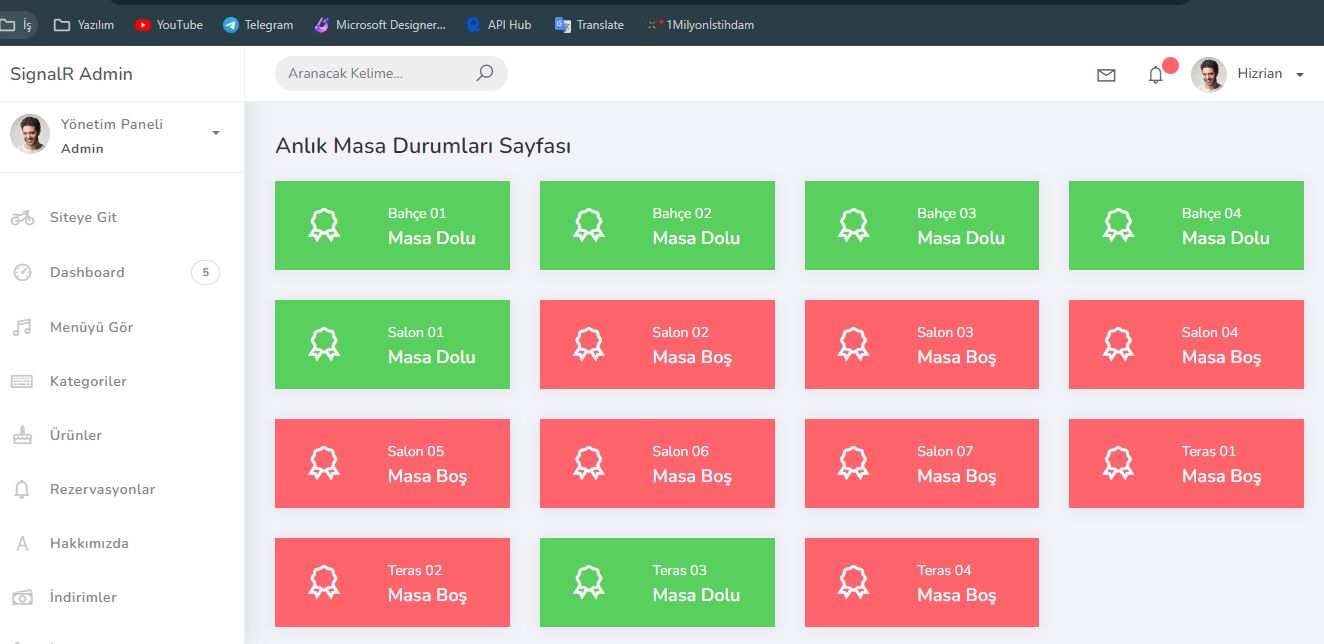 İş
Yazılım
YouTube
Telegram
Microsoft Designer...
API Hub
Translate
1Milyonİstihdam
SignalR Admin
Aranacak Kelime...
Hizrian
Yönetim Paneli
Admin
Siteye Git
Dashboard
5
Menüyü Gör
Kategoriler
Ürünler
Rezervasyonlar
Hakkımızda
İndirimler
Anlık Masa Durumları Sayfası
Bahçe 01
Masa Dolu
Bahçe 02
Masa Dolu
Bahçe 03
Masa Dolu
Bahçe 04
Masa Dolu
Salon 01
Masa Dolu
Salon 02
Masa Boş
Salon 03
Masa Boş
Salon 04
Masa Boş
Salon 05
Masa Boş
Salon 06
Masa Boş
Salon 07
Masa Boş
Teras 01
Masa Boş
Teras 02
Masa Boş
Teras 03
Masa Dolu
Teras 04
Masa Boş